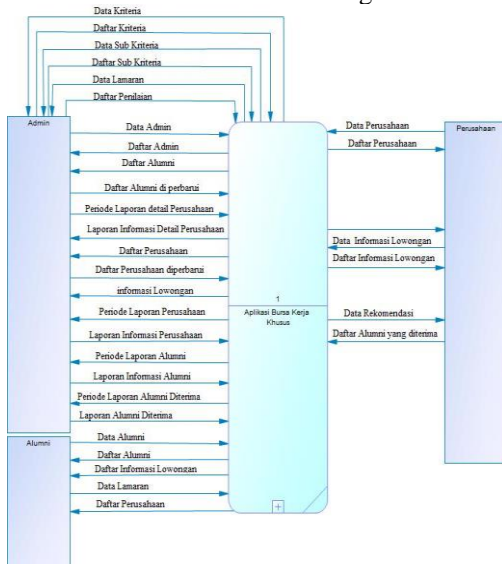 Data Kriteria
Daftar Kriteria
Data Sub Kriteria
Daftar Sub Kriteria
Data Lamaran
Daftar Penilaian
Admin
Data Admin
Daftar Admin
Daftar Alumni
Daftar Alumni di perbarui
Periode Laporan detail Perusahaan
Laporan Informasi Detail Perusahaan
Daftar Perusahaan
Daftar Perusahaan diperbarui
informasi Lowongan
Periode Laporan Perusahaan
Laporan Informasi Perusahaan
Periode Laporan Alumni
Laporan Informasi Alumni
Periode Laporan Alumni Diterima
Laporan Alumni Diterima
Alumni
Data Alumni
Daftar Alumni
Daftar Informasi Lowongan
Data Lamaran
Daftar Perusahaan
1
Aplikasi Bursa Kerja
Khusus
Data Perusahaan
Daftar Perusahaan
Perusahaan
Data Informasi Lowongan
Daftar Informasi Lowongan
Data Rekomendasi
Daftar Alumni yang diterima